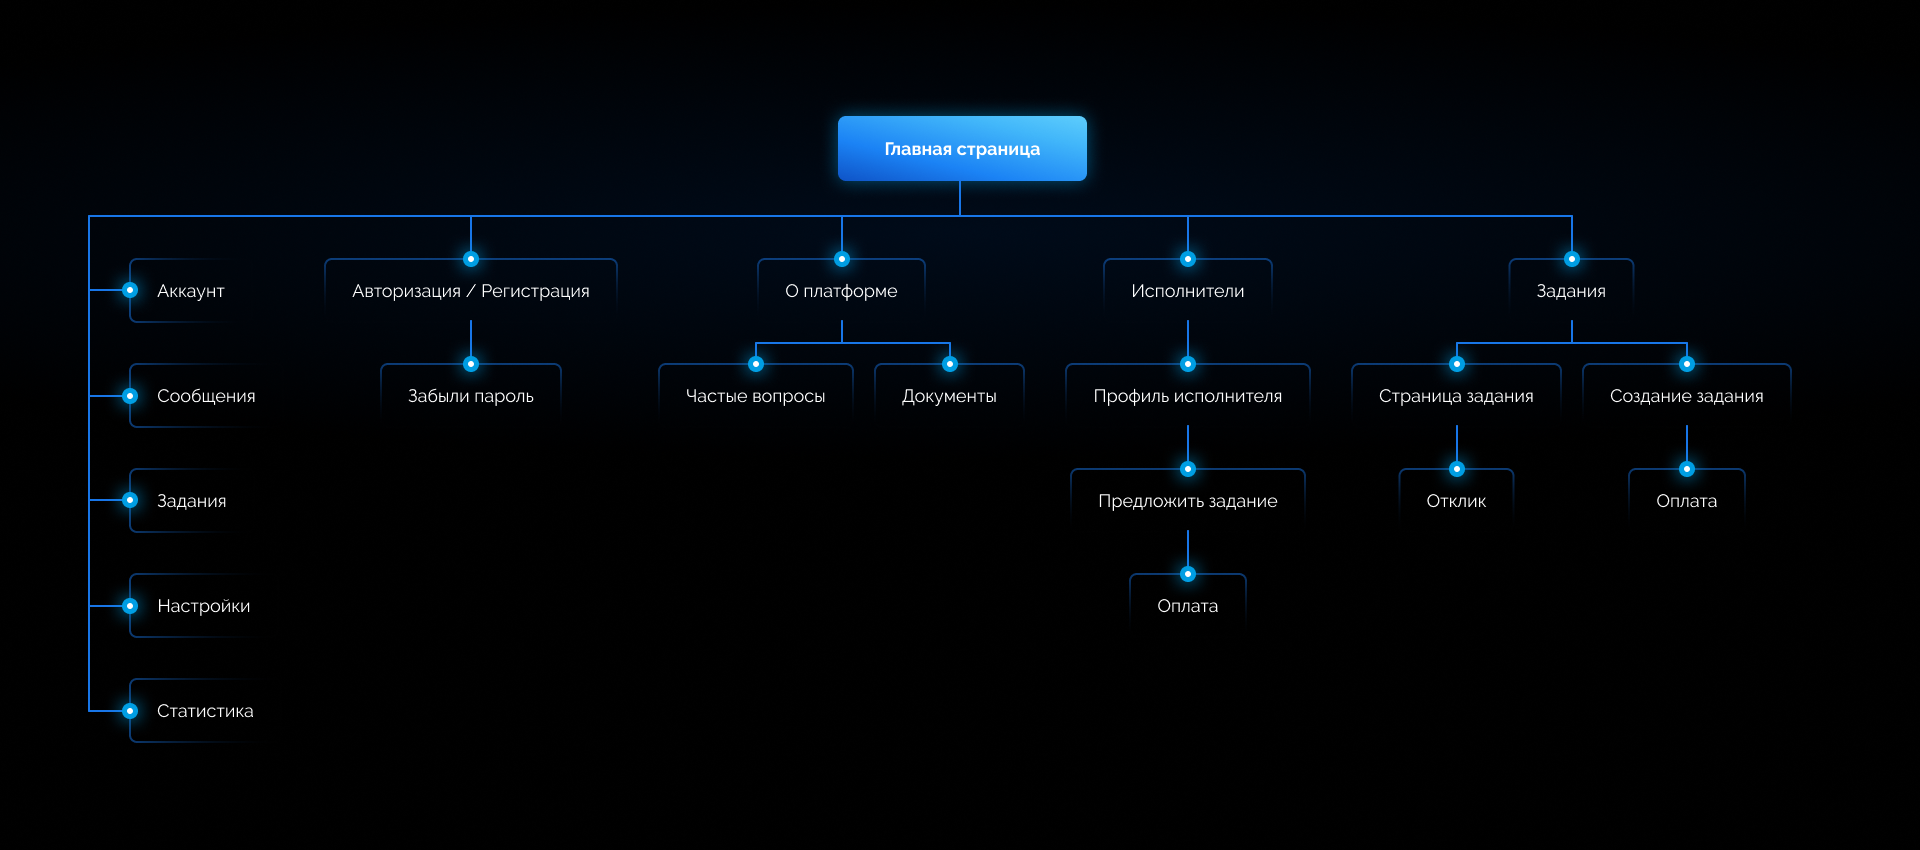 Главная страница
Аккаунт
Авторизация / Регистрация
О платформе
Исполнители
Задания
Сообщения
Забыли пароль
Частые вопросы
Документы
Профиль исполнителя
Страница задания
Создание задания
Задания
Предложить задание
Отклик
Оплата
Настройки
Оплата
Статистика